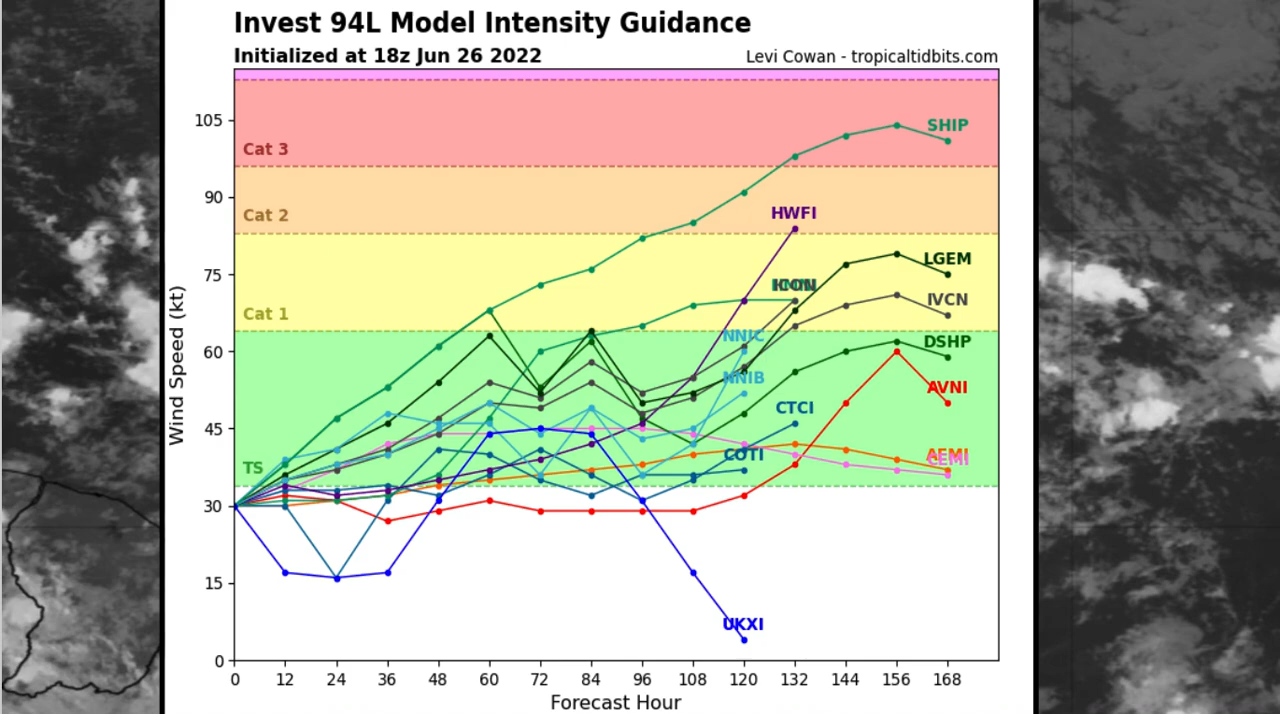 Invest 94L Model Intensity Guidance
Initialized at 18z Jun 26 2022
Levi Cowan - tropicaltidbits.com
105
90
75
60
45
30
15
0
Wind Speed (kt)
Cat 3
Cat 2
Cat 1
TS
SHIP
HWFI
LGEM
ICON
IVCN
NNIC
DSHP
NNIB
AVNI
CTCI
COTI
AEMI
CEMI
UKXI
0 12 24 36 48 60 72 84 96 108 120 132 144 156 168
Forecast Hour